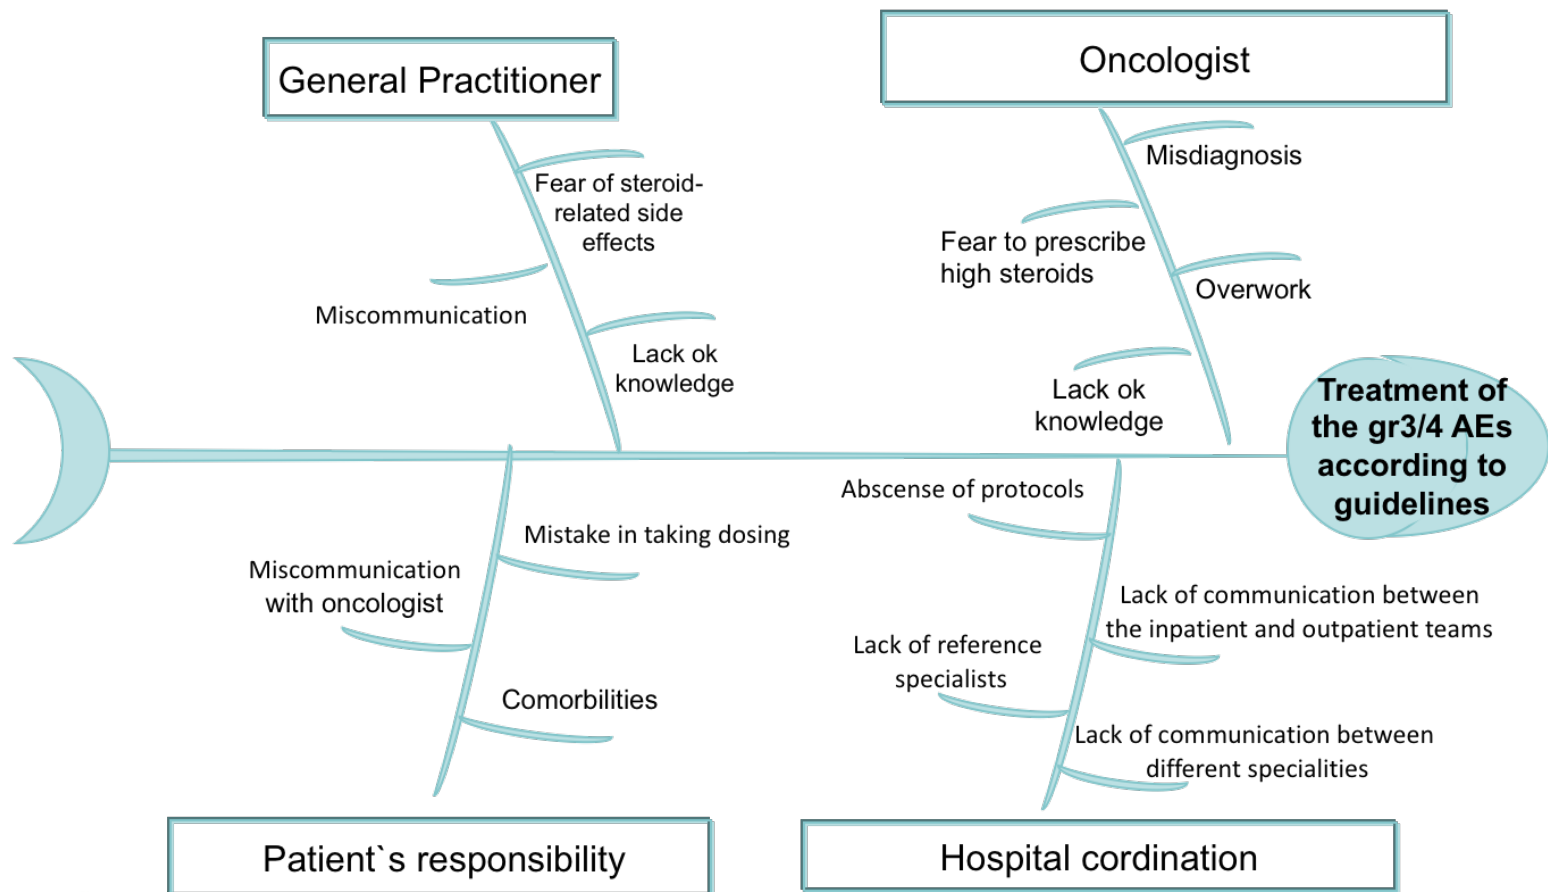 General Practitioner
Fear of steroid-
related side
effects
Miscommunication
Lack ok
knowledge
Oncologist
Misdiagnosis
Fear to prescribe
high steroids
Overwork
Lack ok
knowledge
Treatment of
the gr3/4 AEs
according to
guidelines
Mistake in taking dosing
Miscommunication
with oncologist
Comorbilities
Patient`s responsibility
Abscense of protocols
Lack of communication between
the inpatient and outpatient teams
Lack of reference
specialists
Lack of communication between
different specialities
Hospital cordination